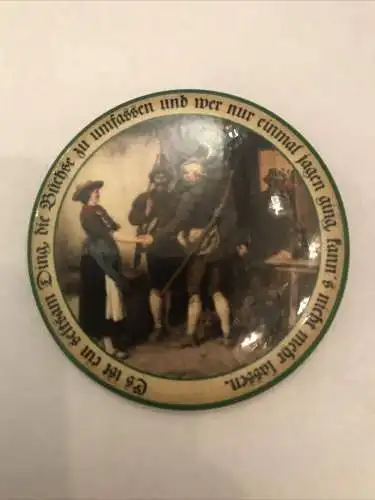 Es ist ein seltsam Ding, die Büchse zu umfassen und wer nur einmal jagen ging, kann's nicht mehr lassen.